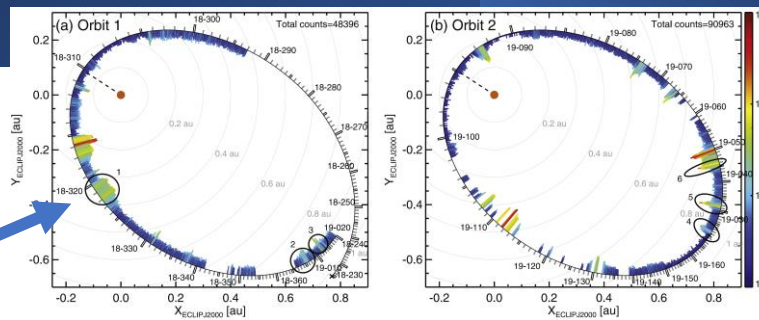 (a) Orbit 1
Total counts=48396
18-300
18-290
18-310
18-280
18-270
18-260
18-250
18-320
18-330
18-340
18-350
18-360
19-010
19-020
18-240
18-230
0.2 au
0.4 au
0.6 au
0.8 au
1
2
3
0.2
0.0
-0.2
-0.4
-0.6
Y ECLIPJ2000 [au]
-0.2 0.0 0.2 0.4 0.6 0.8
X ECLIPJ2000 [au]
(b) Orbit 2
Total counts=90963
19-090
19-080
19-070
19-060
19-050
19-040
19-030
19-100
19-110
19-120
19-130
19-140
19-150
19-160
0.2 au
0.4 au
0.6 au
0.8 au
6
5
4
0.2
0.0
-0.2
-0.4
-0.6
Y ECLIPJ2000 [au]
-0.2 0.0 0.2 0.4 0.6 0.8
X ECLIPJ2000 [au]